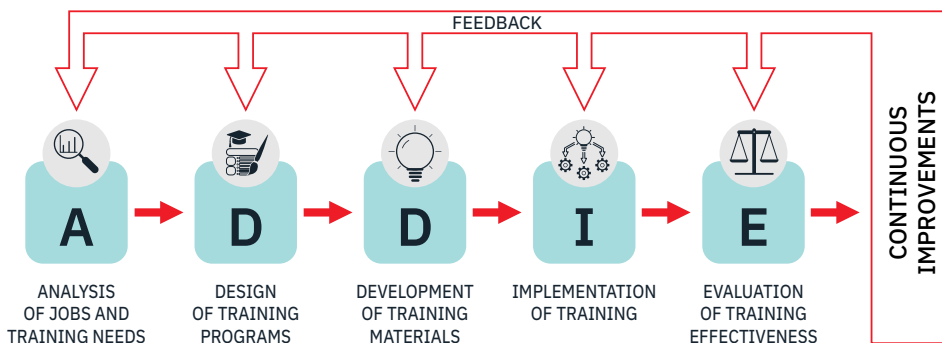 FEEDBACK
A
D
D
I
E
ANALYSIS
OF JOBS AND
TRAINING NEEDS
DESIGN
OF TRAINING
PROGRAMS
DEVELOPMENT
OF TRAINING
MATERIALS
IMPLEMENTATION
OF TRAINING
EVALUATION
OF TRAINING
EFFECTIVENESS
CONTINUOUS
IMPROVEMENTS